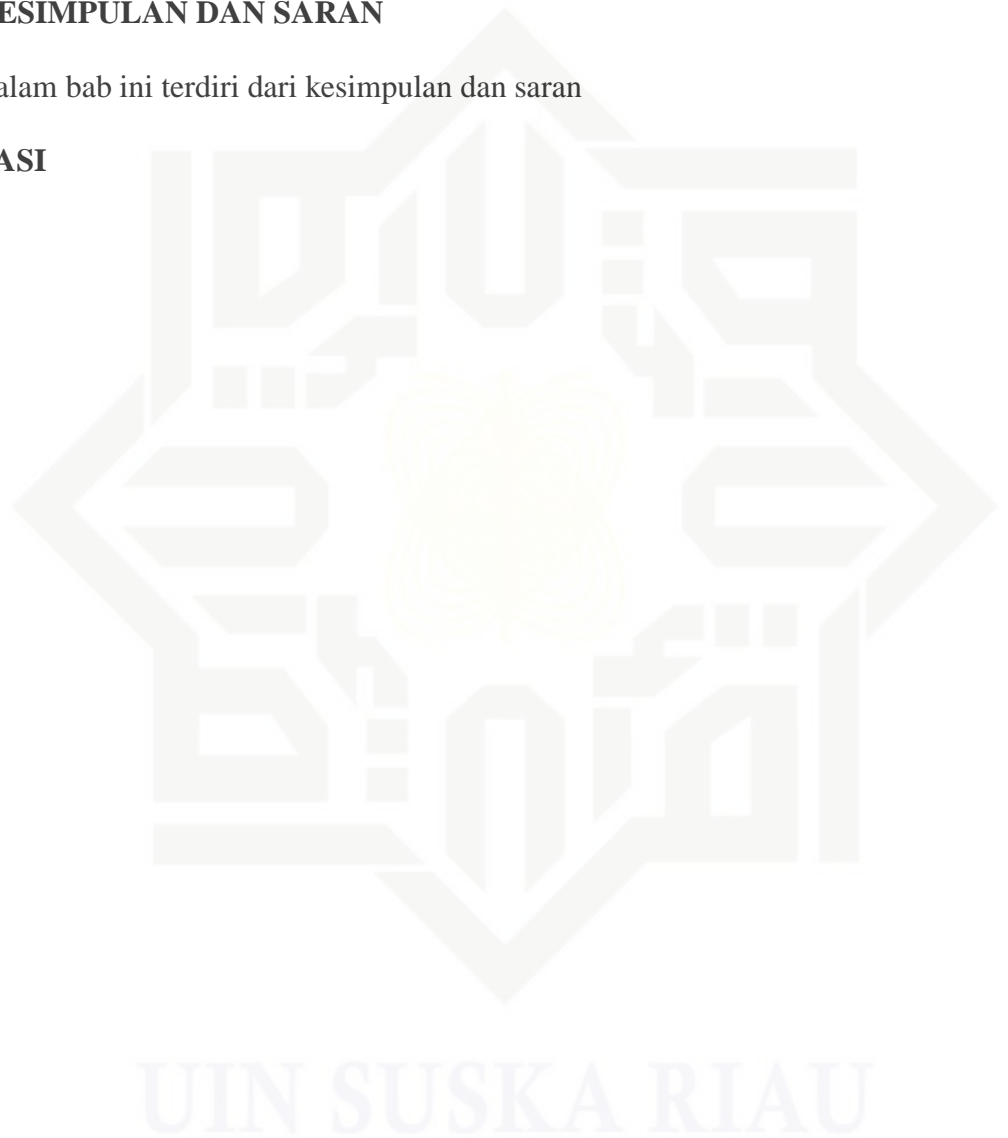 ESIMPULAN DAN SARAN
alam bab ini terdiri dari kesimpulan dan saran
ASI
UIN SUSKA RIAU